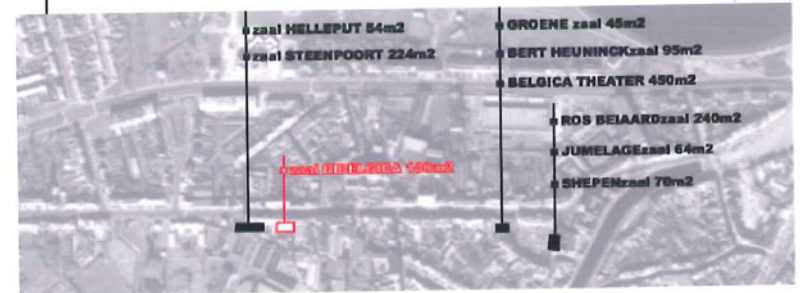 zaal HELLEPUT 54m2
zaal STEENPOORT 224m2
GROENE zaal 45m2
BERT HEUNINCKzaal 95m2
BELGICA THEATER 450m2
ROS BEIAARDzaal 240m2
JUMELAGEzaal 64m2
SHEPENzaal 70m2
zaal